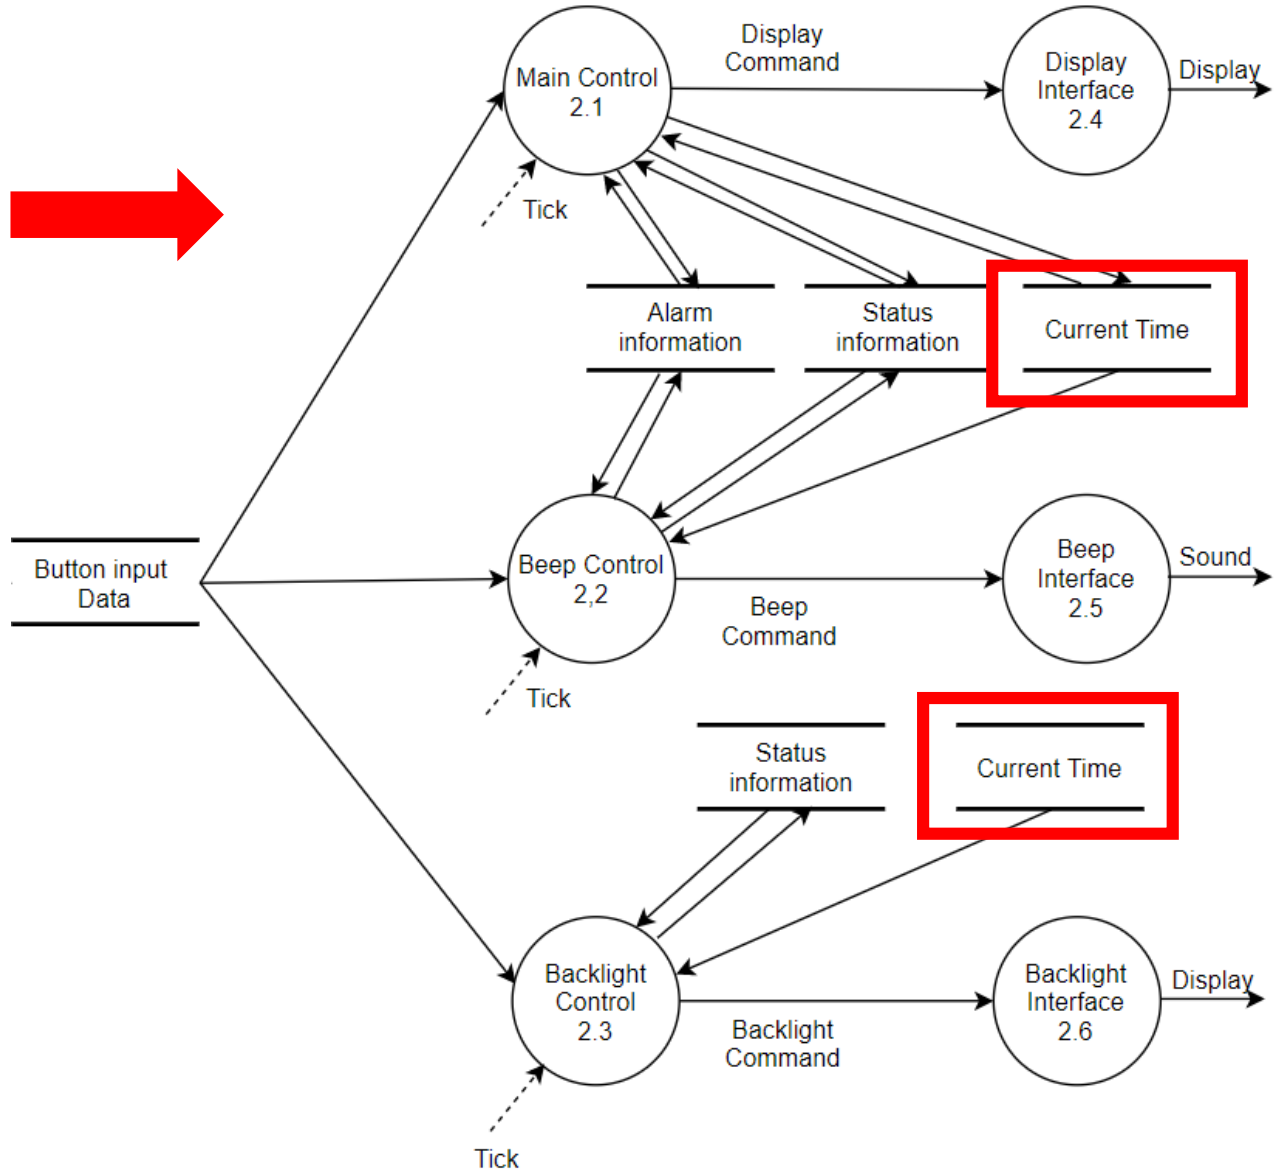 Display
Command
Main Control
2.1
Display
Interface
2.4
Display
Tick
Alarm
information
Status
information
Current Time
Button input
Data
Beep Control
2,2
Beep
Command
Beep
Interface
2.5
Sound
Tick
Status
information
Current Time
Backlight
Control
2.3
Backlight
Command
Backlight
Interface
2.6
Display
Tick